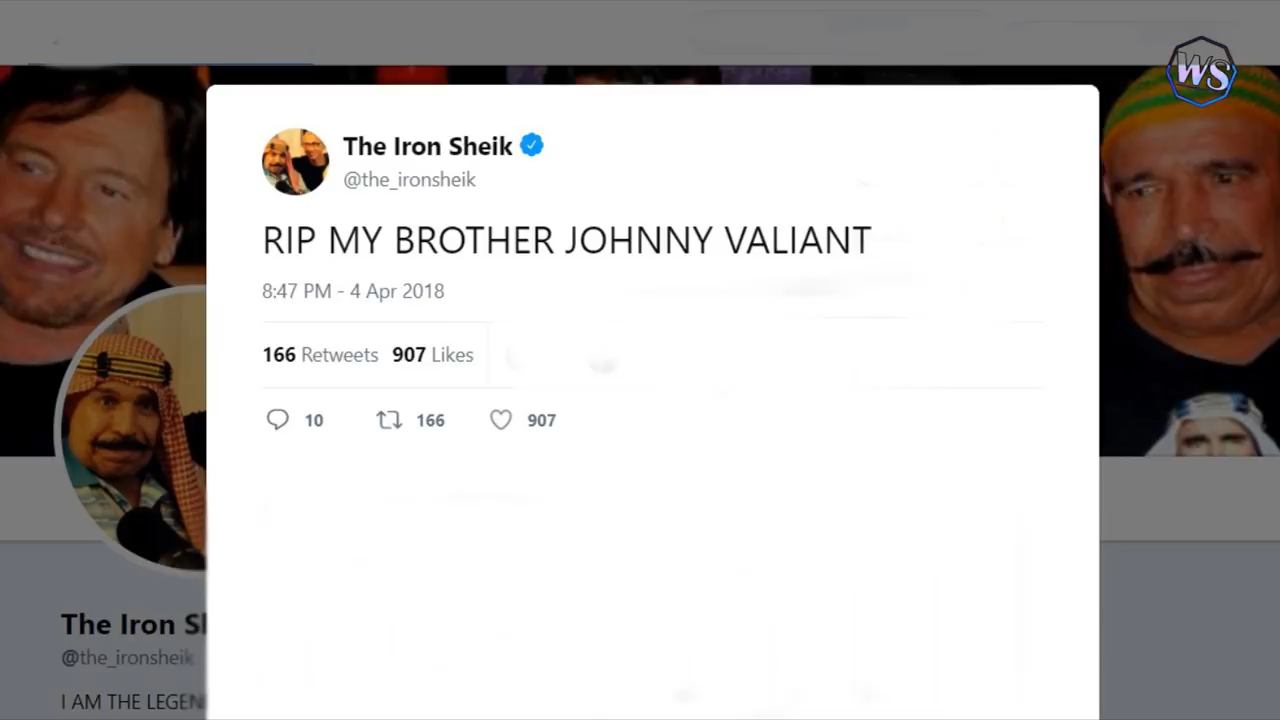 WS
The Iron Sheik
@the_ironsheik
RIP MY BROTHER JOHNNY VALIANT
8:47 PM - 4 Apr 2018
166 Retweets 907 Likes
10 166 907
The Iron S
@the_ironsheik
I AM THE LEGEN